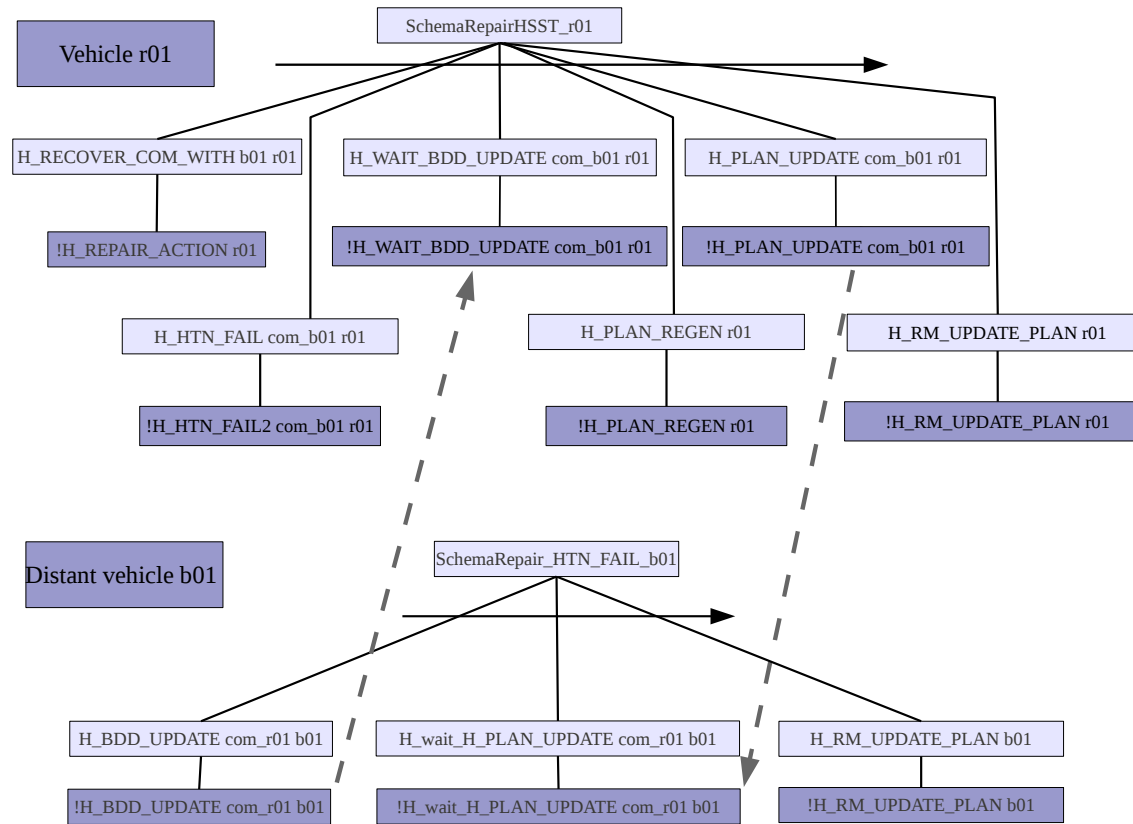 SchemaRepairHSST_r01
Vehicle r01
H_RECOVER_COM_WITH b01 r01
H_WAIT_BDD_UPDATE com_b01 r01
H_PLAN_UPDATE com_b01 r01
!H_REPAIR_ACTION r01
!H_WAIT_BDD_UPDATE com_b01 r01
!H_PLAN_UPDATE com_b01 r01
H_HTN_FAIL com_b01 r01
H_PLAN_REGEN r01
H_RM_UPDATE_PLAN r01
!H_HTN_FAIL2 com_b01 r01
!H_PLAN_REGEN r01
!H_RM_UPDATE_PLAN r01
SchemaRepair_HTN_FAIL_b01
Distant vehicle b01
H_BDD_UPDATE com_r01 b01
H_wait_H_PLAN_UPDATE com_r01 b01
H_RM_UPDATE_PLAN b01
!H_BDD_UPDATE com_r01 b01
!H_wait_H_PLAN_UPDATE com_r01 b01
!H_RM_UPDATE_PLAN b01